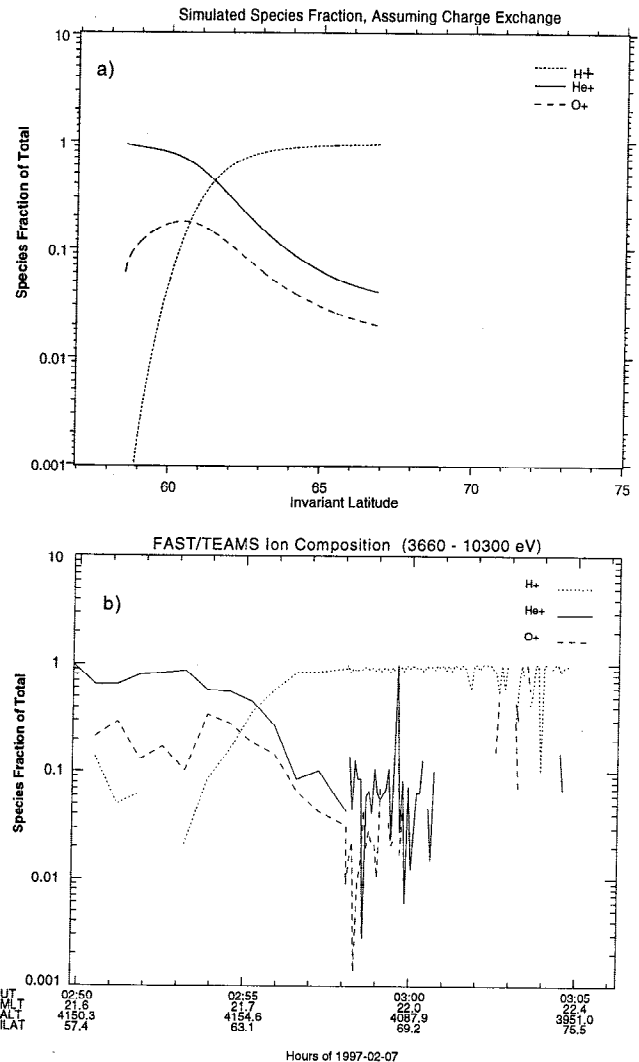 Simulated Species Fraction, Assuming Charge Exchange
10
a)
H+
He+
O+
1
0.1
0.01
0.001
Species Fraction of Total
60
65
70
75
Invariant Latitude
FAST/TEAMS Ion Composition (3660 - 10300 eV)
10
b)
H+
He+
O+
1
0.1
0.01
0.001
Species Fraction of Total
UT 02:50 02:55 03:00 03:05
MLT 21.6 21.7 22.0 22.4
ALT 4150.3 4154.6 4087.9 3951.0
ILAT 57.4 63.1 69.2 75.5
Hours of 1997-02-07